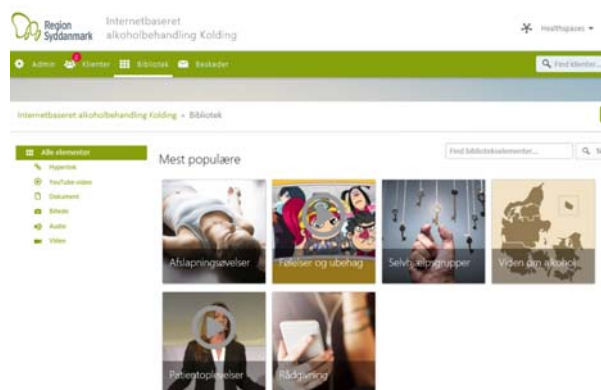 Region
Syddanmark
Internetbaseret
alkoholbehandling Kolding
Healthspaces
Admin
2
Klienter
Bibliotek
Beskeder
Find klienter...
Internetbaseret alkoholbehandling Kolding
Bibliotek
Alle elementer
Hyperlink
YouTube-video
Dokument
Billede
Audio
Video
Mest populære
Find bibliotekselementer...
Afslapningsøvelser
Følelser og ubehag
Selvhjælpsgrupper
Viden om alkohol
Patientoplevelser
Rådgivning